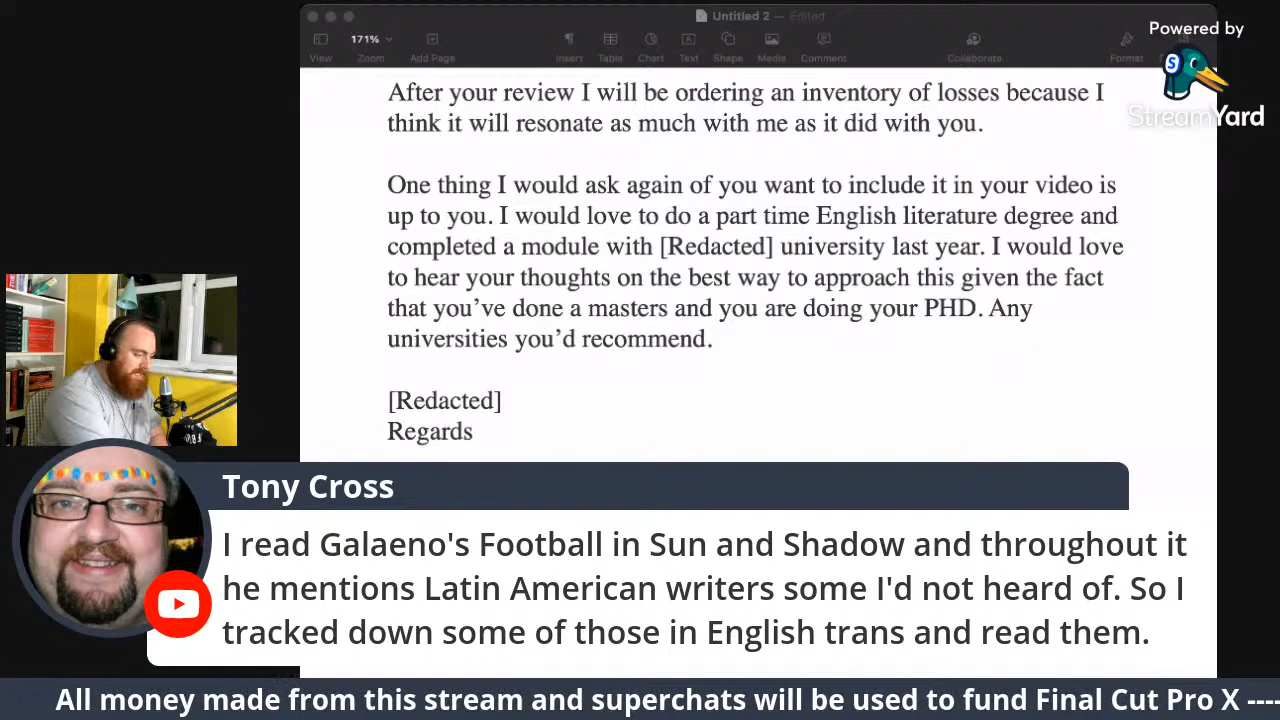 Untitled 2 — Edited
171%
View
Zoom
Add Page
Insert
Table
Chart
Text
Shape
Media
Comment
Collaborate
Format
Powered by
StreamYard
After your review I will be ordering an inventory of losses because I
think it will resonate as much with me as it did with you.
One thing I would ask again of you want to include it in your video is
up to you. I would love to do a part time English literature degree and
completed a module with [Redacted] university last year. I would love
to hear your thoughts on the best way to approach this given the fact
that you’ve done a masters and you are doing your PHD. Any
universities you’d recommend.
[Redacted]
Regards
Tony Cross
I read Galaeno's Football in Sun and Shadow and throughout it
he mentions Latin American writers some I'd not heard of. So I
tracked down some of those in English trans and read them.
All money made from this stream and superchats will be used to fund Final Cut Pro X ----